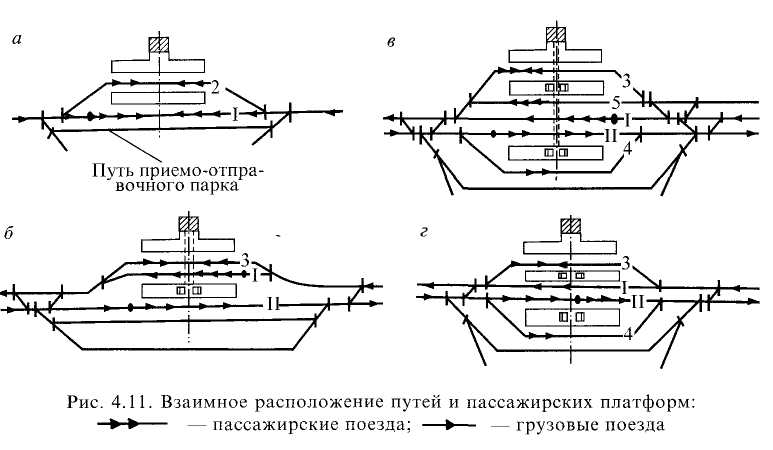 а
2
I
Путь приемо-отпра-
вочного парка
в
3
5
I
II
4
б
3
I
II
г
3
I
II
4
Рис. 4.11. Взаимное расположение путей и пассажирских платформ:
— пассажирские поезда; — грузовые поезда